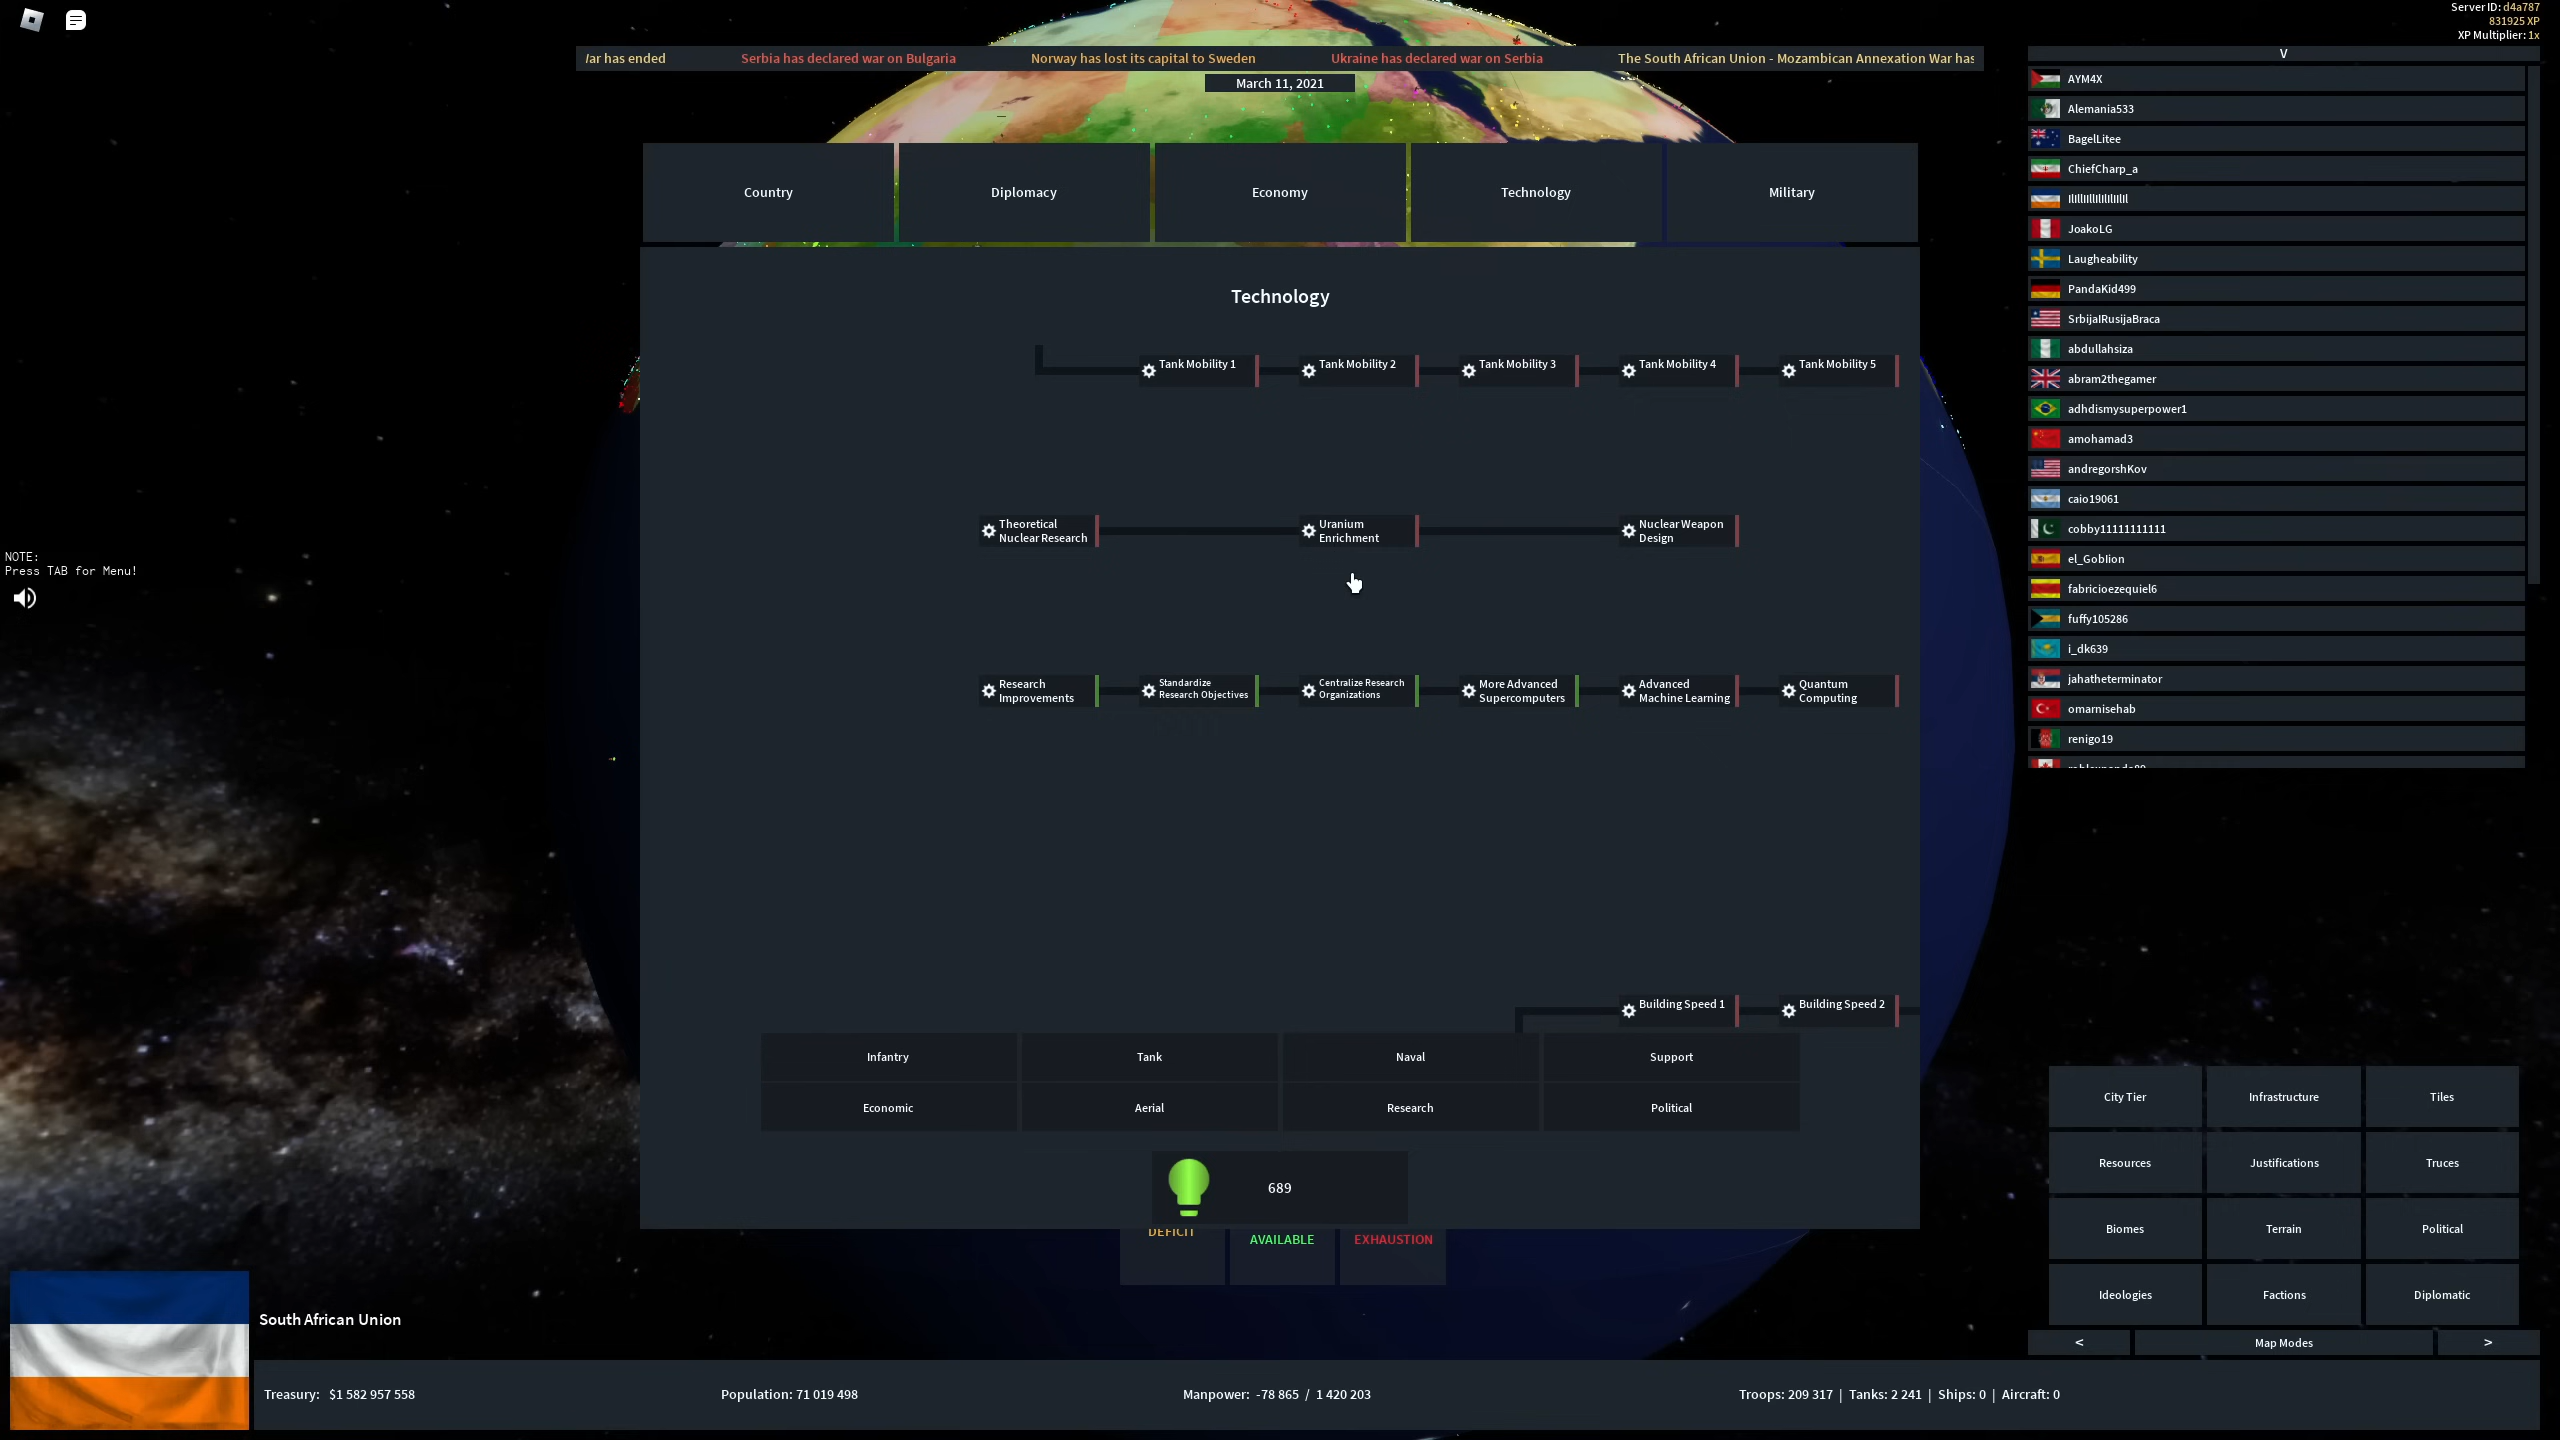 Server ID: d4a787
831925 XP
XP Multiplier: 1x
/ar has ended
Serbia has declared war on Bulgaria
Norway has lost its capital to Sweden
Ukraine has declared war on Serbia
The South African Union - Mozambican Annexation War has
March 11, 2021
V
AYM4X
Alemania533
BagelLitee
ChiefCharp_a
JoakoLG
Laugheability
PandaKid499
SrbijaIRusijaBraca
abdullahsiza
abram2thegamer
adhdismysuperpower1
amohamad3
andregorshKov
caio19061
cobby11111111111
el_Goblion
fabricioezequiel6
fuffy105286
i_dk639
jahatheterminator
omarnisehab
renigo19
Country
Diplomacy
Economy
Technology
Military
Technology
Tank Mobility 1
Tank Mobility 2
Tank Mobility 3
Tank Mobility 4
Tank Mobility 5
Theoretical
Nuclear Research
Uranium
Enrichment
Nuclear Weapon
Design
NOTE:
Press TAB for Menu!
Research
Improvements
Standardize
Research Objectives
Centralize Research
Organizations
More Advanced
Supercomputers
Advanced
Machine Learning
Quantum
Computing
Building Speed 1
Building Speed 2
Infantry
Tank
Naval
Support
Economic
Aerial
Research
Political
689
DEFICIT
AVAILABLE
EXHAUSTION
City Tier
Infrastructure
Tiles
Resources
Justifications
Truces
Biomes
Terrain
Political
Ideologies
Factions
Diplomatic
<
Map Modes
>
South African Union
Treasury: $1 582 957 558
Population: 71 019 498
Manpower: -78 865 / 1 420 203
Troops: 209 317 | Tanks: 2 241 | Ships: 0 | Aircraft: 0